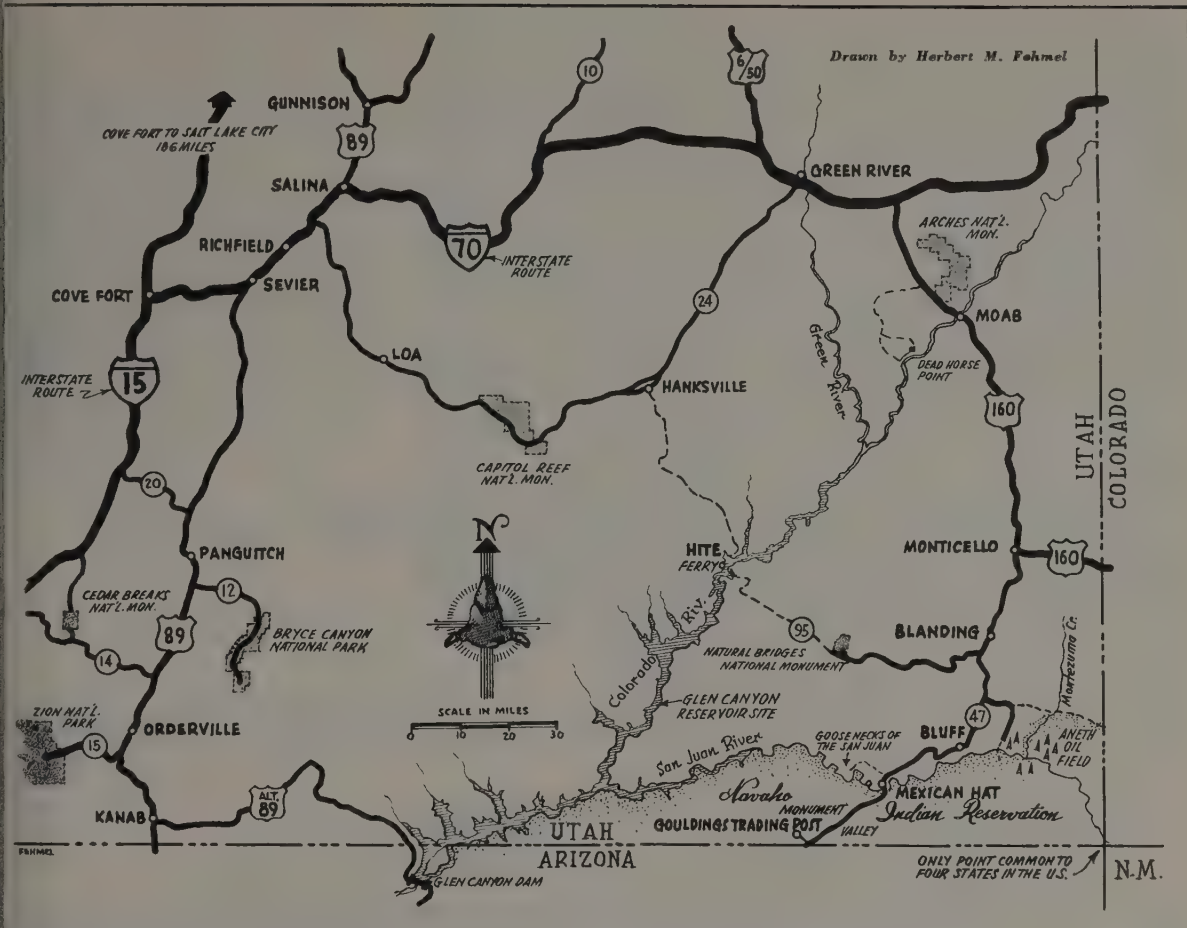 Drawn by Herbert M. Fehmel
10
6/50
GUNNISON
COVE FORT TO SALT LAKE CITY
186 MILES
89
SALINA
GREEN RIVER
ARCHES NAT'L.
MON.
RICHFIELD
70
INTERSTATE
ROUTE
SEVIER
COVE FORT
24
MOAB
Green River
LOA
DEAD HORSE
POINT
INTERSTATE
ROUTE
15
HANKSVILLE
160
UTAH
COLORADO
CAPITOL REEF
NAT'L. MON.
20
N
PANGUITCH
HITE
FERRY
MONTICELLO
160
CEDAR BREAKS
NAT'L. MON.
12
89
BRYCE CANYON
NATIONAL PARK
95
BLANDING
NATURAL BRIDGES
NATIONAL MONUMENT
Montezuma Cr.
14
Colorado Riv.
GLEN CANYON
RESERVOIR SITE
ZION NAT'L.
PARK
SCALE IN MILES
0 10 20 30
15
ORDERVILLE
47
BLUFF
ANETH
OIL
FIELD
GOOSENECKS OF
THE SAN JUAN
San Juan River
ALT.
89
KANAB
MEXICAN HAT
Navaho
Indian Reservation
MONUMENT
VALLEY
GOULDINGS TRADING POST
UTAH
ARIZONA
FEHMEL
GLEN CANYON DAM
ONLY POINT COMMON TO
FOUR STATES IN THE U.S.
N.M.